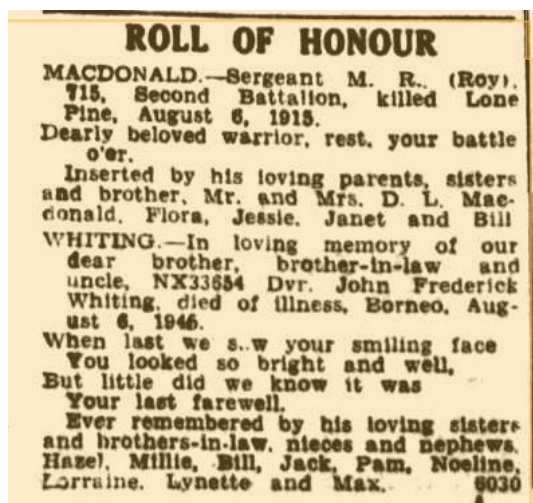 ROLL OF HONOUR
MACDONALD.—Sergeant M. R., (Roy),
715, Second Battalion, killed Lone
Pine, August 6, 1915.
Dearly beloved warrior, rest, your battle
o'er.
Inserted by his loving parents, sisters
and brother, Mr. and Mrs. D. L. Mac-
donald, Flora, Jessie, Janet and Bill
WHITING.—In loving memory of our
dear brother, brother-in-law and
uncle, NX33654 Dvr. John Frederick
Whiting, died of illness, Borneo, Aug-
ust 6, 1945.
When last we s..w your smiling face
You looked so bright and well,
But little did we know it was
Your last farewell.
Ever remembered by his loving sisters
and brothers-in-law, nieces and nephews,
Hazel, Millie, Bill, Jack, Pam, Noeline,
Lorraine, Lynette and Max. 6030